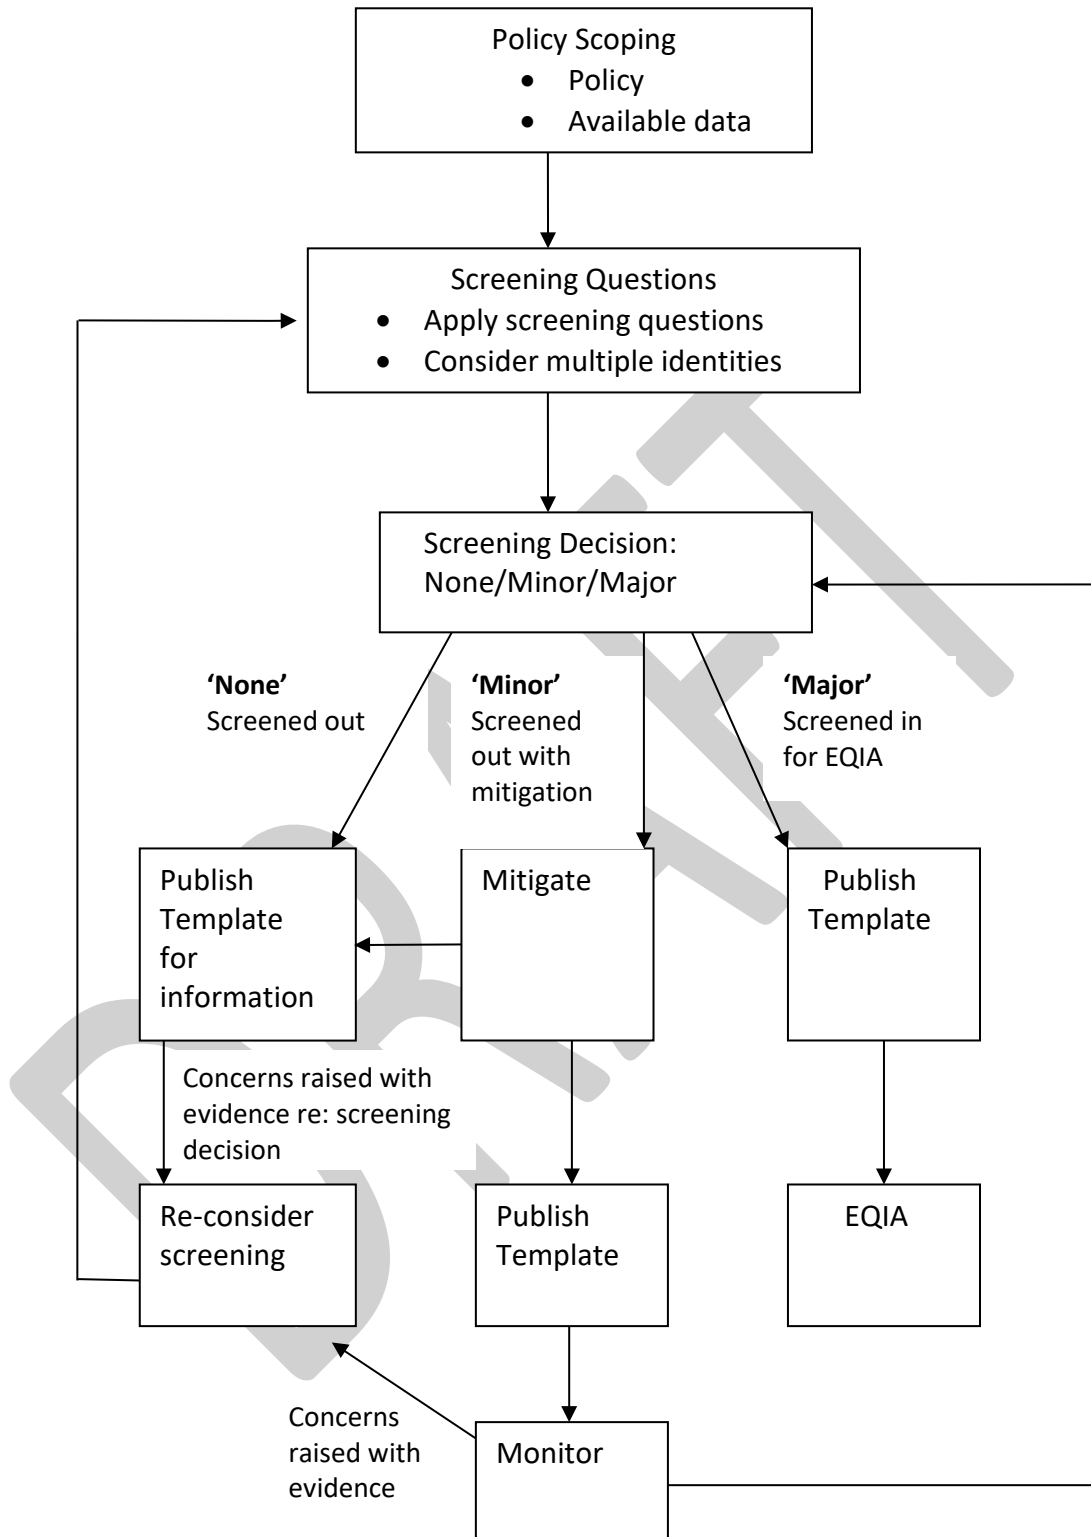 Policy Scoping
• Policy
• Available data
Screening Questions
• Apply screening questions
• Consider multiple identities
Screening Decision:
None/Minor/Major
‘None’
Screened out
‘Minor’
Screened
out with
mitigation
‘Major’
Screened in
for EQIA
Publish
Template
for
information
Mitigate
Publish
Template
Concerns raised with
evidence re: screening
decision
Re-consider
screening
Publish
Template
EQIA
Concerns
raised with
evidence
Monitor
DRAFT